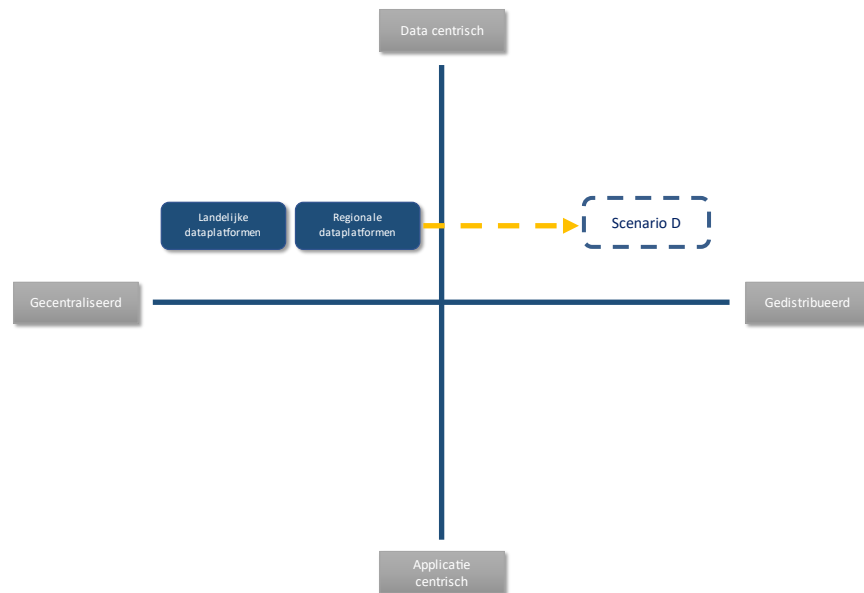 Data centrisch
Landelijke
dataplatformen
Regionale
dataplatformen
Scenario D
Gecentraliseerd
Gedistribueerd
Applicatie
centrisch